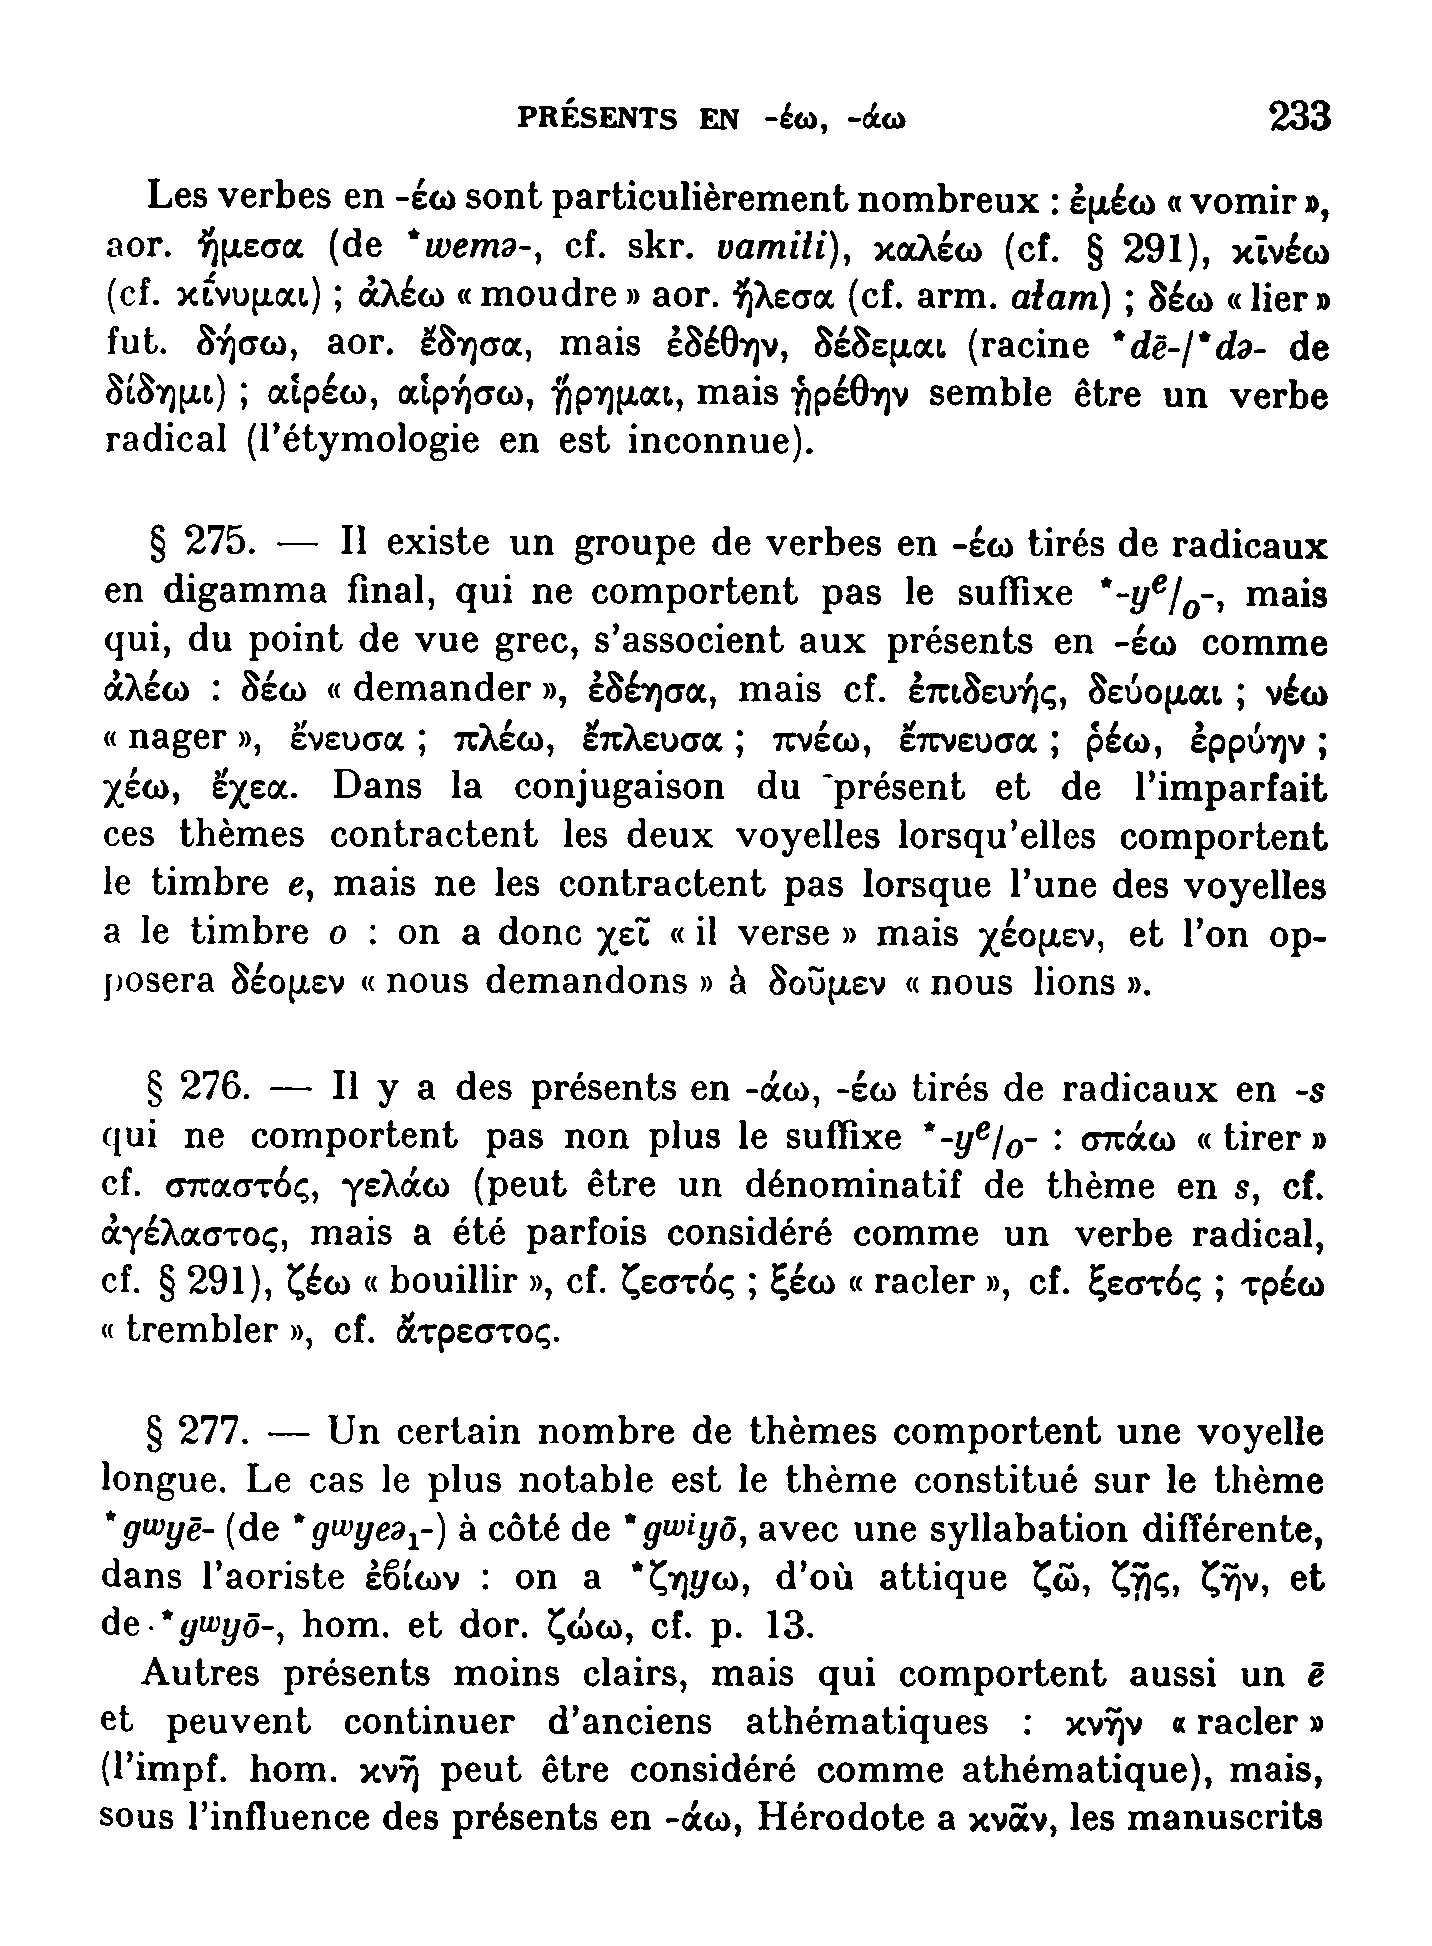 PRÉSENTS EN -έω, -άω 233
Les verbes en -έω sont particulièrement nombreux : ἐμέω « vomir »,
aor. ἤμεσα (de *wemə-, cf. skr. vamiti), καλέω (cf. § 291), κῑνέω
(cf. κῑ́νυμαι) ; ἀλέω « moudre » aor. ἤλεσα (cf. arm. ałam) ; δέω « lier »
fut. δήσω, aor. ἔδησα, mais ἐδέθην, δέδεμαι (racine *dē-/*də- de
δίδημι) ; αἱρέω, αἱρήσω, ᾕρημαι, mais ᾑρέθην semble être un verbe
radical (l'étymologie en est inconnue).
§ 275. — Il existe un groupe de verbes en -έω tirés de radicaux
en digamma final, qui ne comportent pas le suffixe *-yᵉ/ₒ-, mais
qui, du point de vue grec, s'associent aux présents en -έω comme
ἀλέω : δέω « demander », ἐδέησα, mais cf. ἐπιδευής, δεύομαι ; νέω
« nager », ἔνευσα ; πλέω, ἔπλευσα ; πνέω, ἔπνευσα ; ῥέω, ἐρρύην ;
χέω, ἔχεα. Dans la conjugaison du présent et de l'imparfait
ces thèmes contractent les deux voyelles lorsqu'elles comportent
le timbre e, mais ne les contractent pas lorsque l'une des voyelles
a le timbre o : on a donc χεῖ « il verse » mais χέομεν, et l'on op-
posera δέομεν « nous demandons » à δοῦμεν « nous lions ».
§ 276. — Il y a des présents en -άω, -έω tirés de radicaux en -s
qui ne comportent pas non plus le suffixe *-yᵉ/ₒ- : σπάω « tirer »
cf. σπαστός, γελάω (peut être un dénominatif de thème en s, cf.
ἀγέλαστος, mais a été parfois considéré comme un verbe radical,
cf. § 291), ζέω « bouillir », cf. ζεστός ; ξέω « racler », cf. ξεστός ; τρέω
« trembler », cf. ἄτρεστος.
§ 277. — Un certain nombre de thèmes comportent une voyelle
longue. Le cas le plus notable est le thème constitué sur le thème
*gʷyē- (de *gʷyeə₁-) à côté de *gʷiyō, avec une syllabation différente,
dans l'aoriste ἐϐίων : on a *ζηyω, d'où attique ζῶ, ζῇς, ζῆν, et
de *gʷyō-, hom. et dor. ζώω, cf. p. 13.
Autres présents moins clairs, mais qui comportent aussi un ē
et peuvent continuer d'anciens athématiques : κνῆν « racler »
(l'impf. hom. κνῆ peut être considéré comme athématique), mais,
sous l'influence des présents en -άω, Hérodote a κνᾶν, les manuscrits